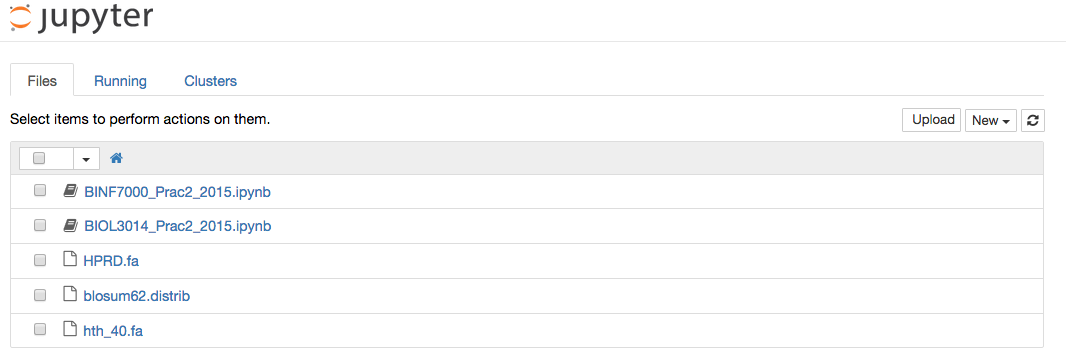 jupyter
Files Running Clusters
Select items to perform actions on them. Upload New
BINF7000_Prac2_2015.ipynb
BIOL3014_Prac2_2015.ipynb
HPRD.fa
blosum62.distrib
hth_40.fa